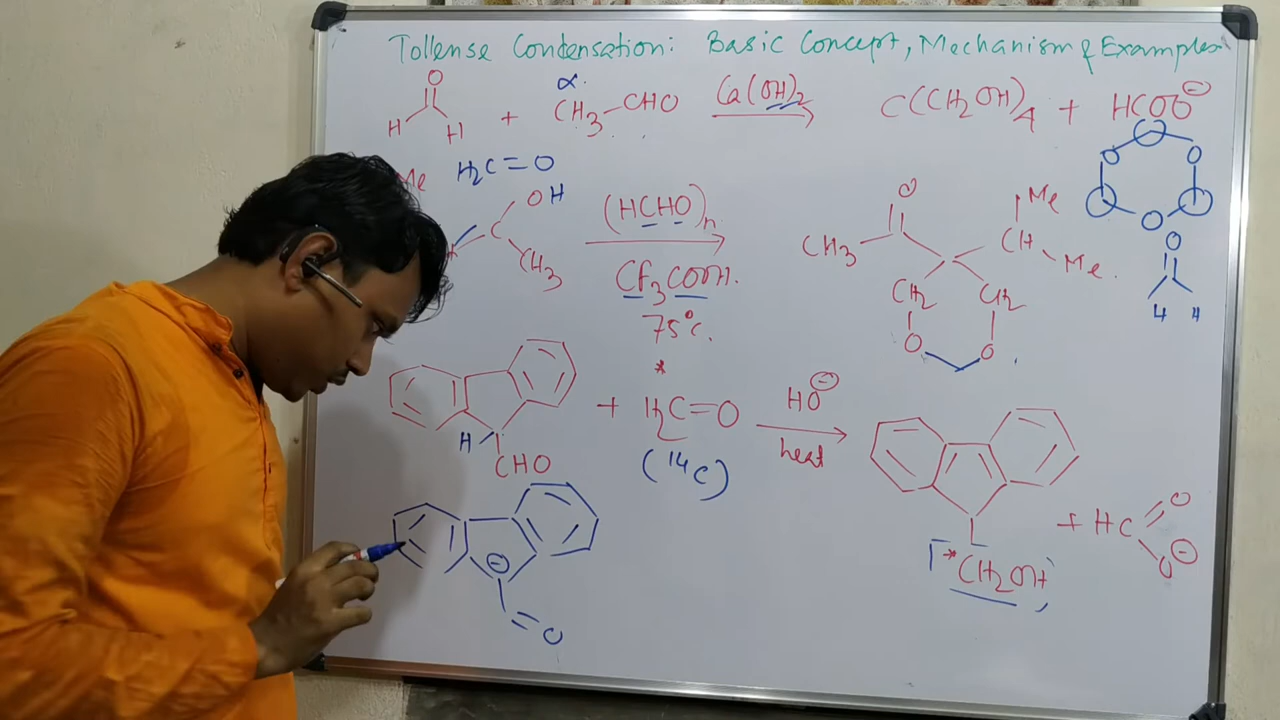 Tollense Condensation: Basic Concept, Mechanism & Examples
O
H H + α CH3-CHO Ca(OH)2 C(CH2OH)4 + HCOO⊖
Me H2C=O
OH
C
CH3
(HCHO)n
CF3COOH.
75°C.
O
CH3 CH Me
Me.
CH2 CH2
O O
O O O
O
H H
H
CHO
+ *
H2C=O
(14C)
HO⊖
heat
*CH2OH
+ HC O
O⊖
⊖
O